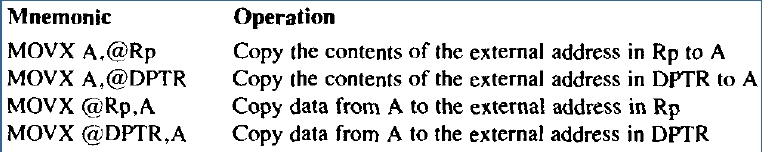 Mnemonic Operation
MOVX A,@Rp Copy the contents of the external address in Rp to A
MOVX A,@DPTR Copy the contents of the external address in DPTR to A
MOVX @Rp,A Copy data from A to the external address in Rp
MOVX @DPTR,A Copy data from A to the external address in DPTR